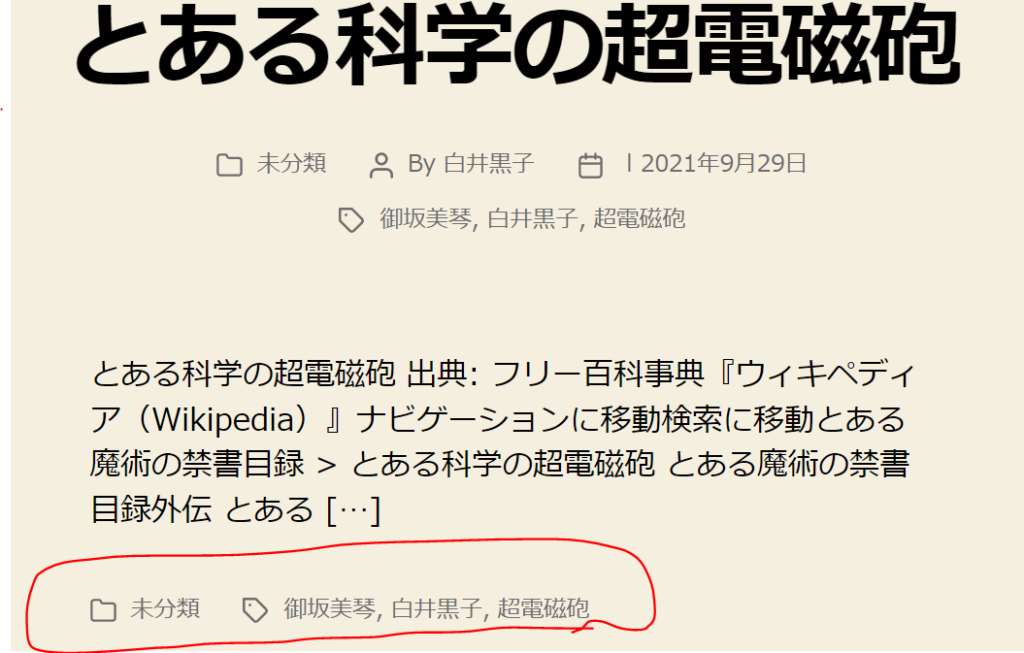 とある科学の超電磁砲
未分類 By 白井黒子 | 2021年9月29日
御坂美琴, 白井黒子, 超電磁砲
とある科学の超電磁砲 出典: フリー百科事典『ウィキペディ
ア（Wikipedia）』ナビゲーションに移動検索に移動とある
魔術の禁書目録 > とある科学の超電磁砲 とある魔術の禁書
目録外伝 とある […]
未分類 御坂美琴, 白井黒子, 超電磁砲